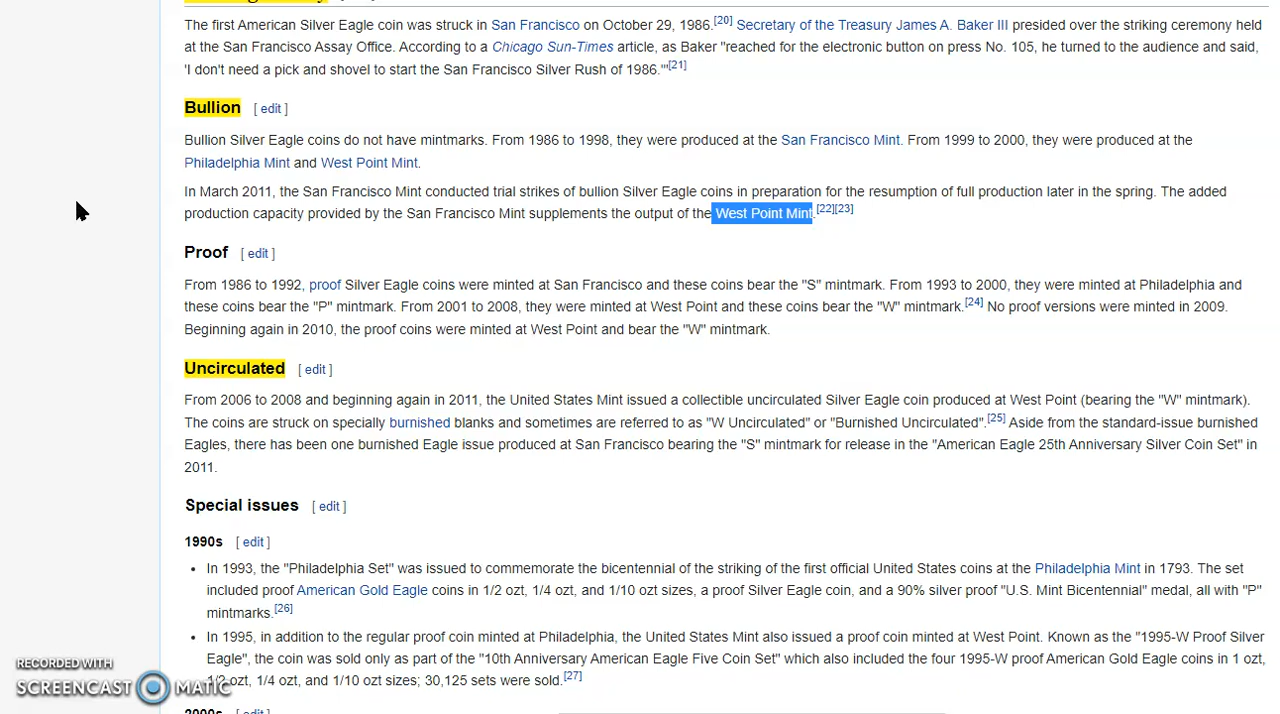 The first American Silver Eagle coin was struck in San Francisco on October 29, 1986.[20] Secretary of the Treasury James A. Baker III presided over the striking ceremony held
at the San Francisco Assay Office. According to a Chicago Sun-Times article, as Baker "reached for the electronic button on press No. 105, he turned to the audience and said,
'I don't need a pick and shovel to start the San Francisco Silver Rush of 1986.'"[21]
Bullion [ edit ]
Bullion Silver Eagle coins do not have mintmarks. From 1986 to 1998, they were produced at the San Francisco Mint. From 1999 to 2000, they were produced at the
Philadelphia Mint and West Point Mint.
In March 2011, the San Francisco Mint conducted trial strikes of bullion Silver Eagle coins in preparation for the resumption of full production later in the spring. The added
production capacity provided by the San Francisco Mint supplements the output of the West Point Mint.[22][23]
Proof [ edit ]
From 1986 to 1992, proof Silver Eagle coins were minted at San Francisco and these coins bear the "S" mintmark. From 1993 to 2000, they were minted at Philadelphia and
these coins bear the "P" mintmark. From 2001 to 2008, they were minted at West Point and these coins bear the "W" mintmark.[24] No proof versions were minted in 2009.
Beginning again in 2010, the proof coins were minted at West Point and bear the "W" mintmark.
Uncirculated [ edit ]
From 2006 to 2008 and beginning again in 2011, the United States Mint issued a collectible uncirculated Silver Eagle coin produced at West Point (bearing the "W" mintmark).
The coins are struck on specially burnished blanks and sometimes are referred to as "W Uncirculated" or "Burnished Uncirculated".[25] Aside from the standard-issue burnished
Eagles, there has been one burnished Eagle issue produced at San Francisco bearing the "S" mintmark for release in the "American Eagle 25th Anniversary Silver Coin Set" in
2011.
Special issues [ edit ]
1990s [ edit ]
• In 1993, the "Philadelphia Set" was issued to commemorate the bicentennial of the striking of the first official United States coins at the Philadelphia Mint in 1793. The set
included proof American Gold Eagle coins in 1/2 ozt, 1/4 ozt, and 1/10 ozt sizes, a proof Silver Eagle coin, and a 90% silver proof "U.S. Mint Bicentennial" medal, all with "P"
mintmarks.[26]
• In 1995, in addition to the regular proof coin minted at Philadelphia, the United States Mint also issued a proof coin minted at West Point. Known as the "1995-W Proof Silver
Eagle", the coin was sold only as part of the "10th Anniversary American Eagle Five Coin Set" which also included the four 1995-W proof American Gold Eagle coins in 1 ozt,
1/2 ozt, 1/4 ozt, and 1/10 ozt sizes; 30,125 sets were sold.[27]
RECORDED WITH
SCREENCAST MATIC